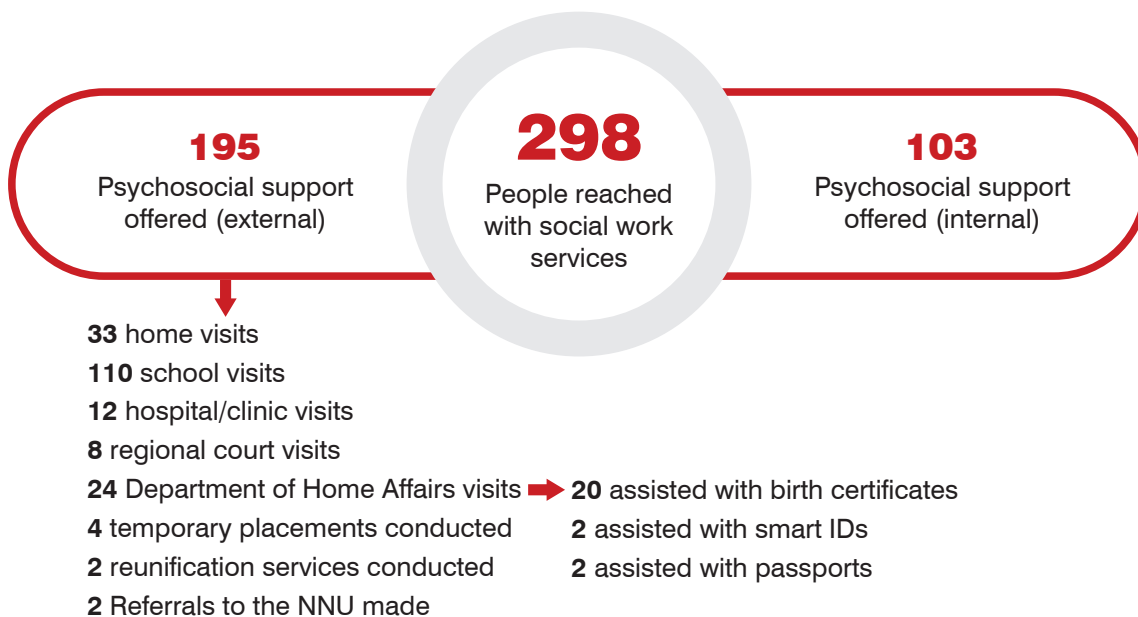 195
Psychosocial support
offered (external)
298
People reached
with social work
services
103
Psychosocial support
offered (internal)
33 home visits
110 school visits
12 hospital/clinic visits
8 regional court visits
24 Department of Home Affairs visits
4 temporary placements conducted
2 reunification services conducted
2 Referrals to the NNU made
20 assisted with birth certificates
2 assisted with smart IDs
2 assisted with passports